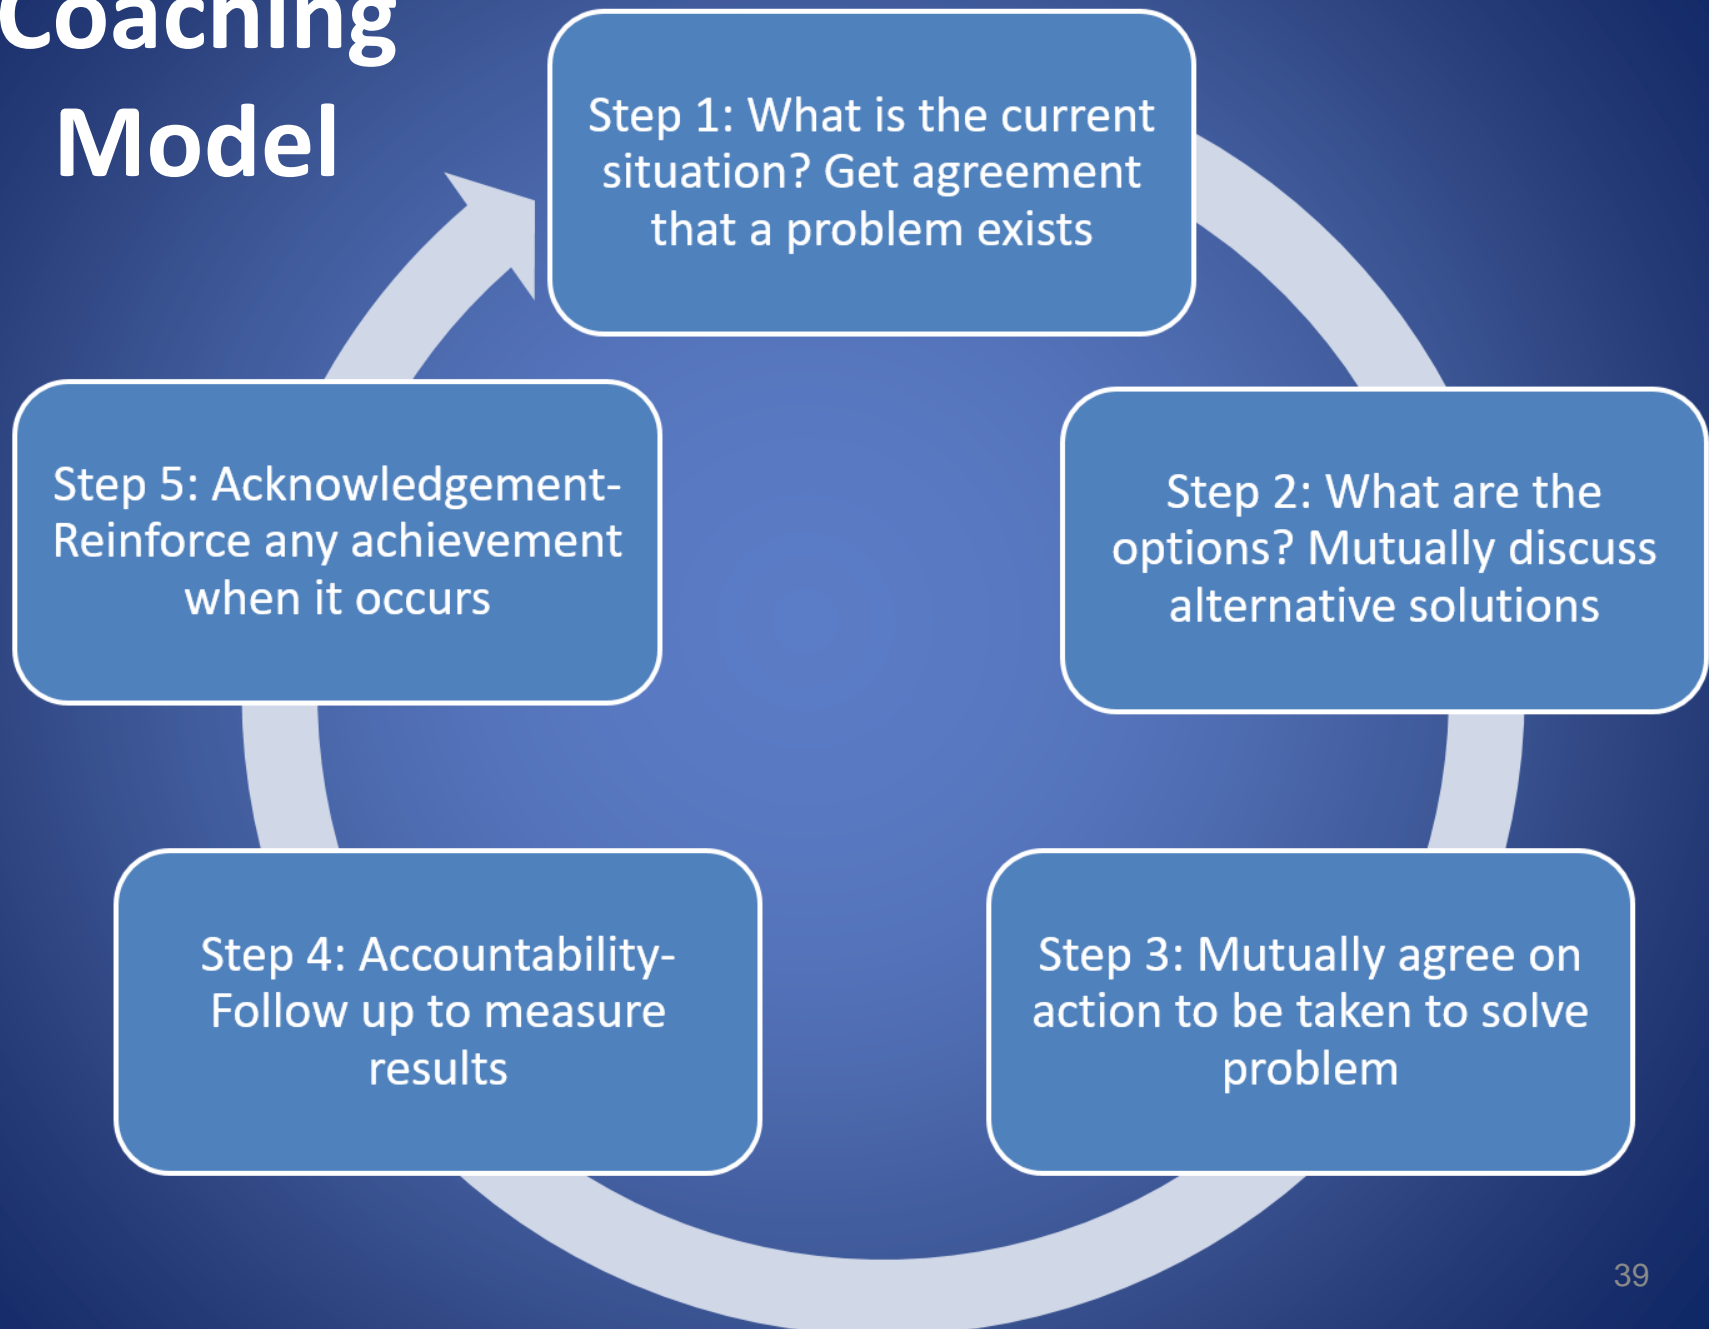 Coaching
Model
Step 1: What is the current
situation? Get agreement
that a problem exists
Step 2: What are the
options? Mutually discuss
alternative solutions
Step 3: Mutually agree on
action to be taken to solve
problem
Step 4: Accountability-
Follow up to measure
results
Step 5: Acknowledgement-
Reinforce any achievement
when it occurs
39